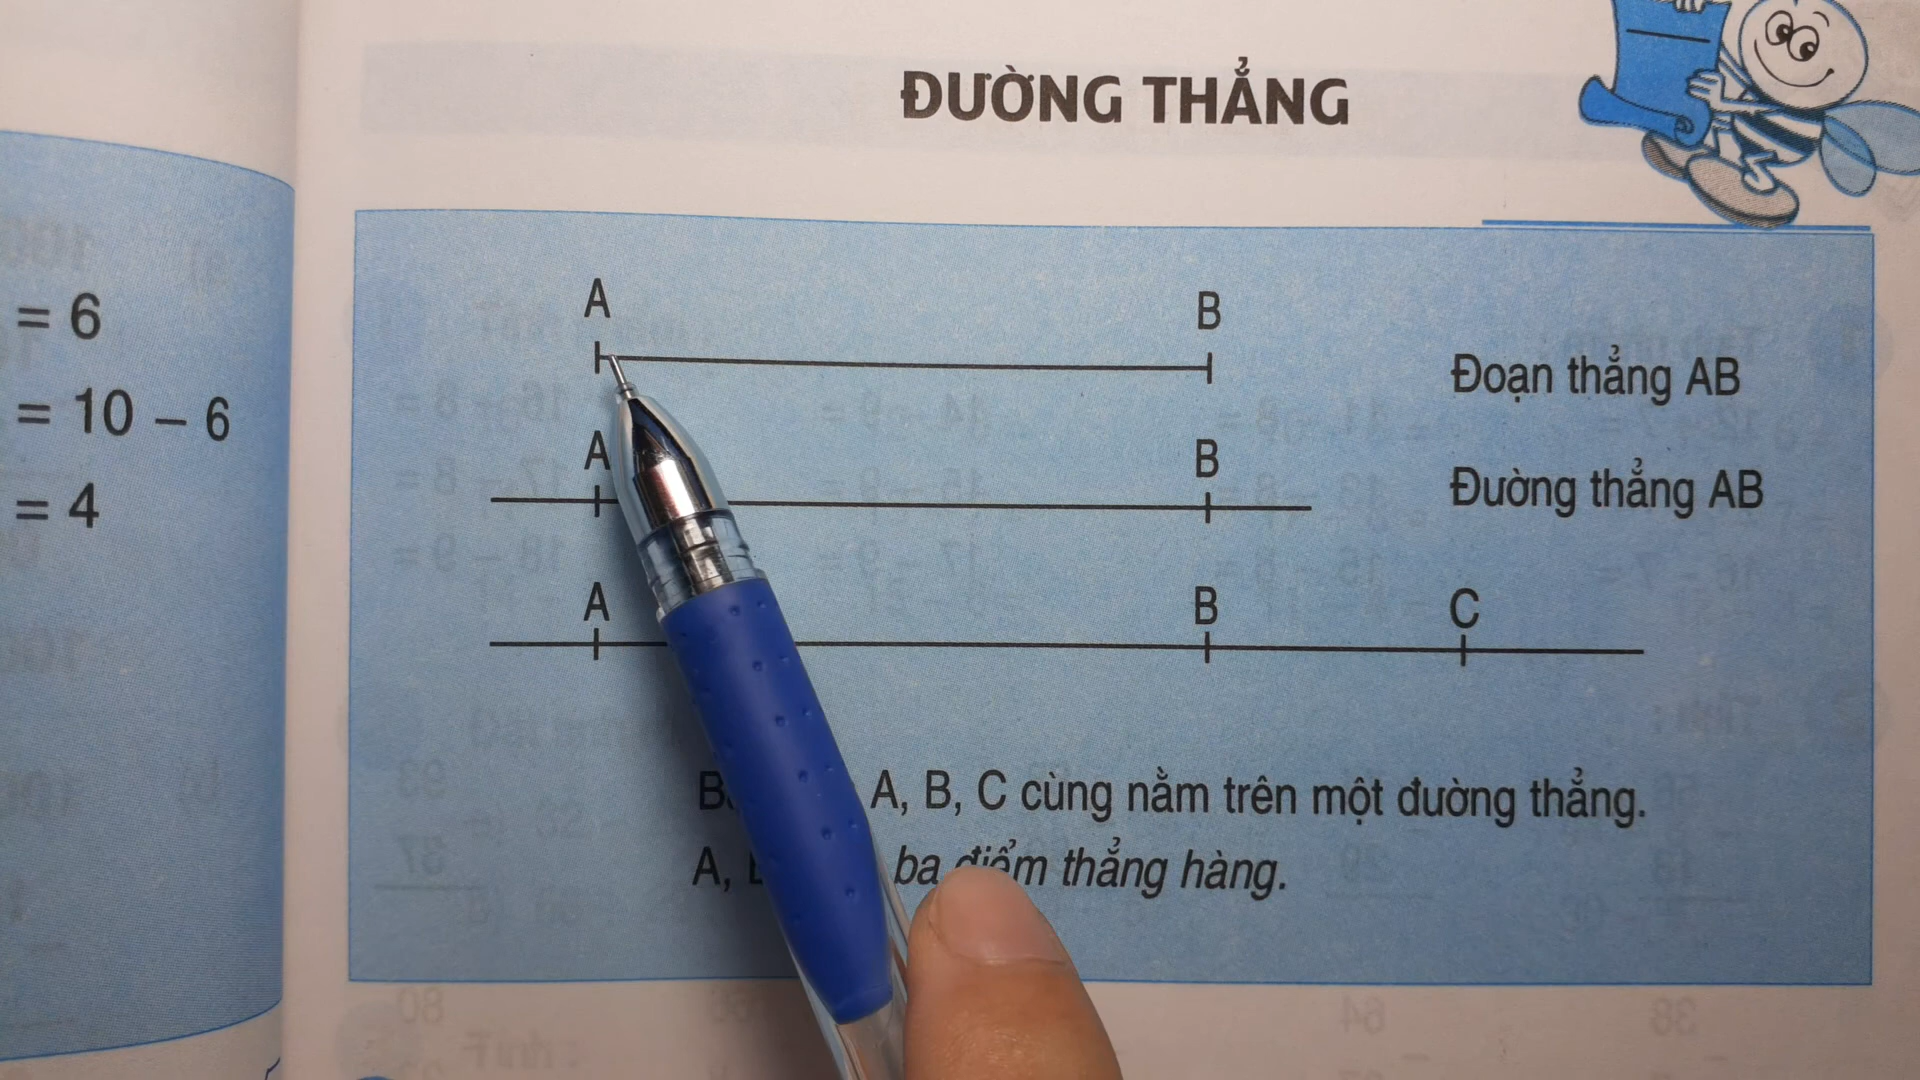 ĐƯỜNG THẲNG
= 6
= 10 – 6
= 4
A B
Đoạn thẳng AB
A B
Đường thẳng AB
A B C
A, B, C cùng nằm trên một đường thẳng.
A, ba điểm thẳng hàng.